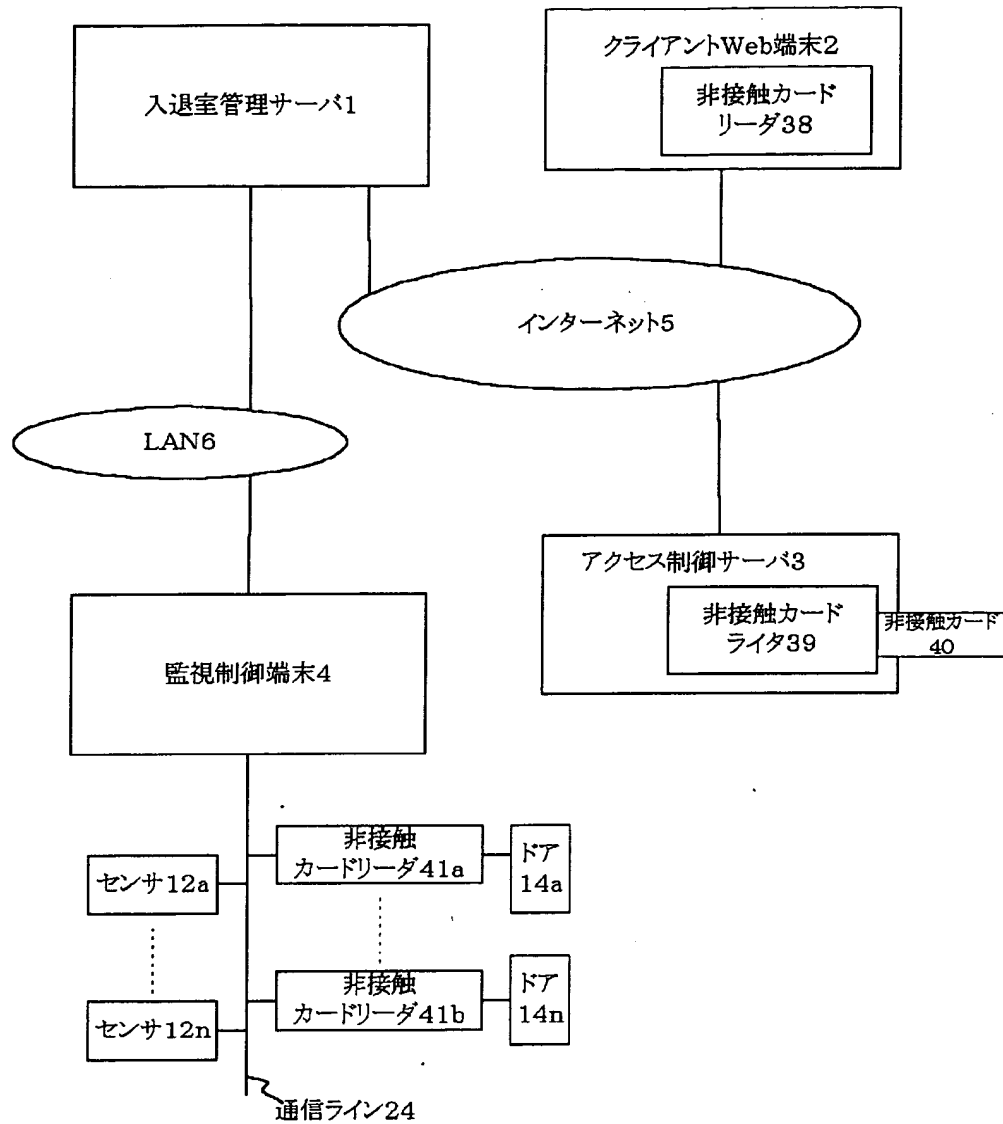 入退室管理サーバ1
クライアントWeb端末2
非接触カード
リーダ38
インターネット5
LAN6
アクセス制御サーバ3
非接触カード
ライタ39
非接触カード
40
監視制御端末4
非接触
カードリーダ41a
ドア
14a
センサ12a
非接触
カードリーダ41b
ドア
14n
センサ12n
通信ライン24